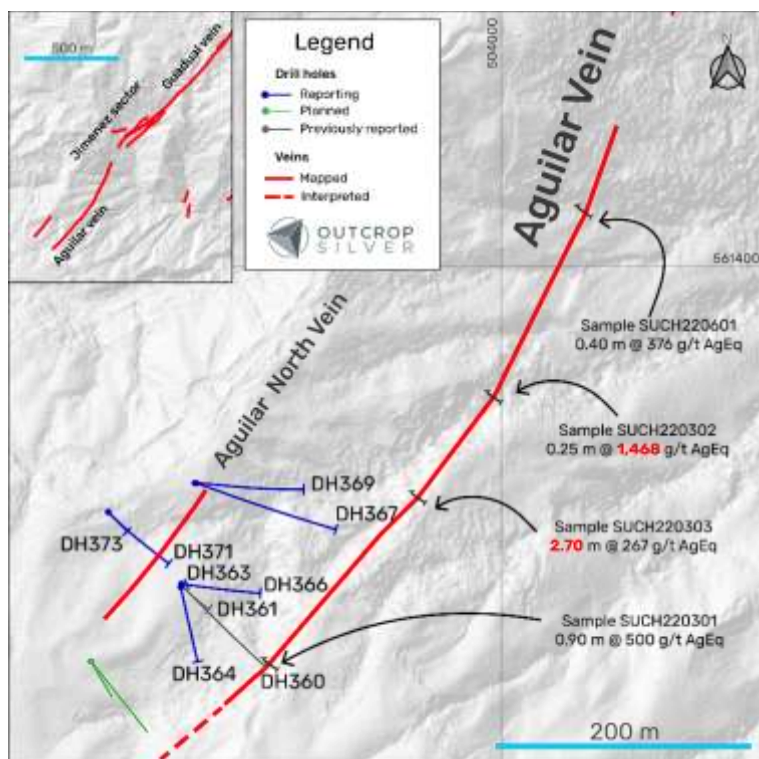 500 m
Guadual vein
Jimenez sector
Aguilar vein
Legend
Drill holes
Reporting
Planned
Previously reported
Veins
Mapped
Interpreted
OUTCROP
SILVER
504000
N
Aguilar Vein
561400
Sample SUCH220601
0.40 m @ 376 g/t AgEq
Aguilar North Vein
Sample SUCH220302
0.25 m @ 1,468 g/t AgEq
DH369
DH367
Sample SUCH220303
2.70 m @ 267 g/t AgEq
DH373
DH371
DH363
DH366
DH361
Sample SUCH220301
0.90 m @ 500 g/t AgEq
DH364
DH360
200 m